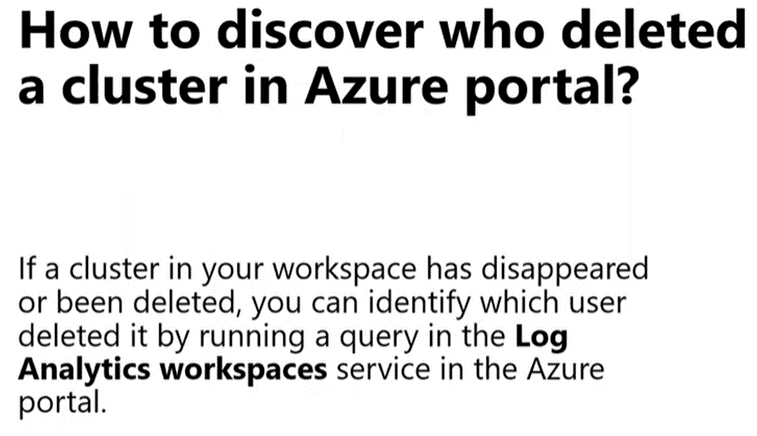 How to discover who deleted
a cluster in Azure portal?
If a cluster in your workspace has disappeared
or been deleted, you can identify which user
deleted it by running a query in the Log
Analytics workspaces service in the Azure
portal.